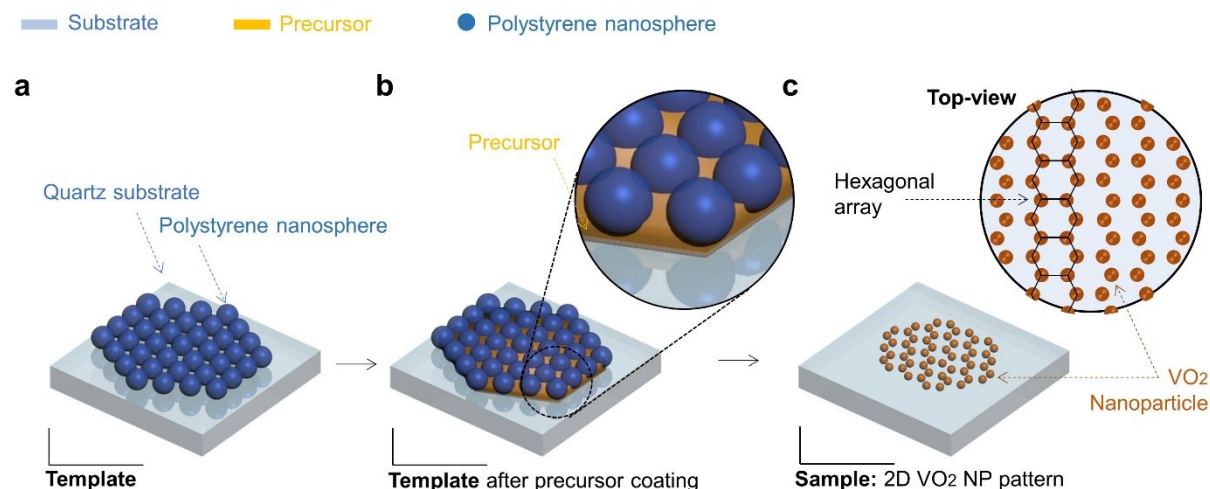 Substrate
Precursor
Polystyrene nanosphere
a
b
c
Quartz substrate
Polystyrene nanosphere
Precursor
Top-view
Hexagonal
array
VO2
Nanoparticle
Template
Template after precursor coating
Sample: 2D VO2 NP pattern